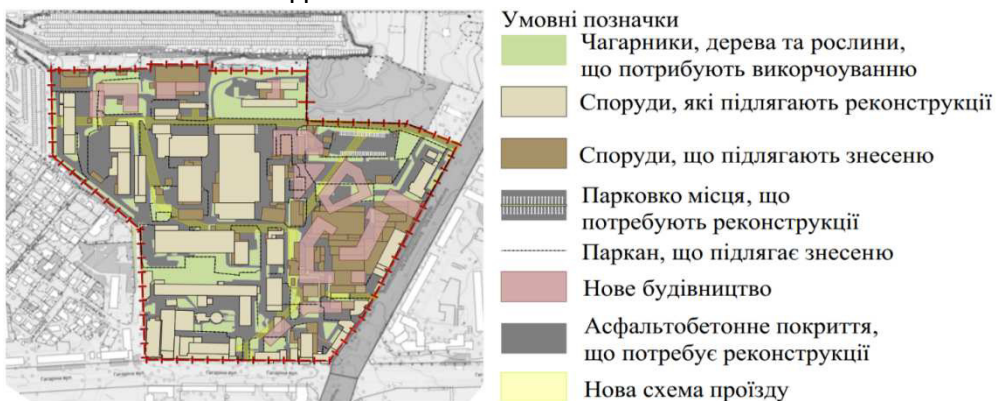 Умовні позначки
Чагарники, дерева та рослини,
що потрибують викорчоуванню
Споруди, які підлягають реконструкції
Споруди, що підлягають знесеню
Парковко місця, що
потребують реконструкції
Паркан, що підлягає знесеню
Нове будівництво
Асфальтобетонне покриття,
що потребує реконструкції
Нова схема проїзду